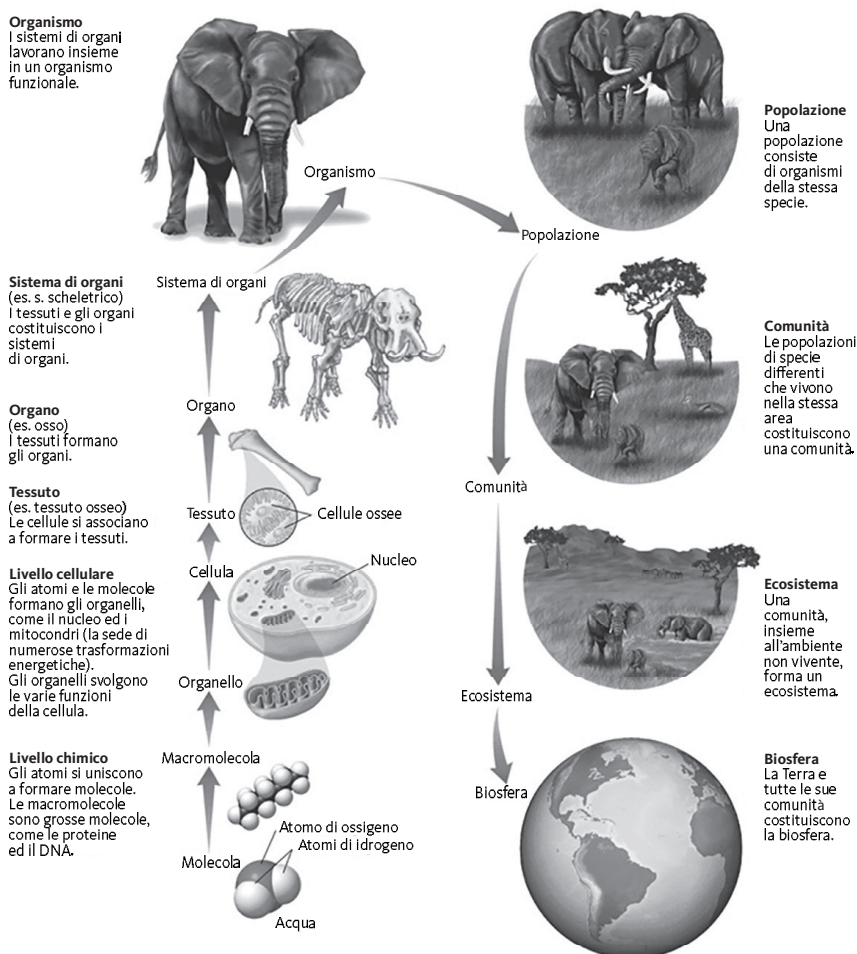 Organismo
I sistemi di organi
lavorano insieme
in un organismo
funzionale.
Sistema di organi
(es. s. scheletrico)
I tessuti e gli organi
costituiscono i
sistemi
di organi.
Organo
(es. osso)
I tessuti formano
gli organi.
Tessuto
(es. tessuto osseo)
Le cellule si associano
a formare i tessuti.
Livello cellulare
Gli atomi e le molecole
formano gli organelli,
come il nucleo ed i
mitocondri (la sede di
numerose trasformazioni
energetiche).
Gli organelli svolgono
le varie funzioni
della cellula.
Livello chimico
Gli atomi si uniscono
a formare molecole.
Le macromolecole
sono grosse molecole,
come le proteine
ed il DNA.
Organismo
Sistema di organi
Organo
Tessuto
Cellule ossee
Cellula
Nucleo
Organello
Macromolecola
Atomo di ossigeno
Atomi di idrogeno
Molecola
Acqua
Popolazione
Comunità
Ecosistema
Biosfera
Popolazione
Una
popolazione
consiste
di organismi
della stessa
specie.
Comunità
Le popolazioni
di specie
differenti
che vivono
nella stessa
area
costituiscono
una comunità.
Ecosistema
Una
comunità,
insieme
all'ambiente
non vivente,
forma un
ecosistema.
Biosfera
La Terra e
tutte le sue
comunità
costituiscono
la biosfera.